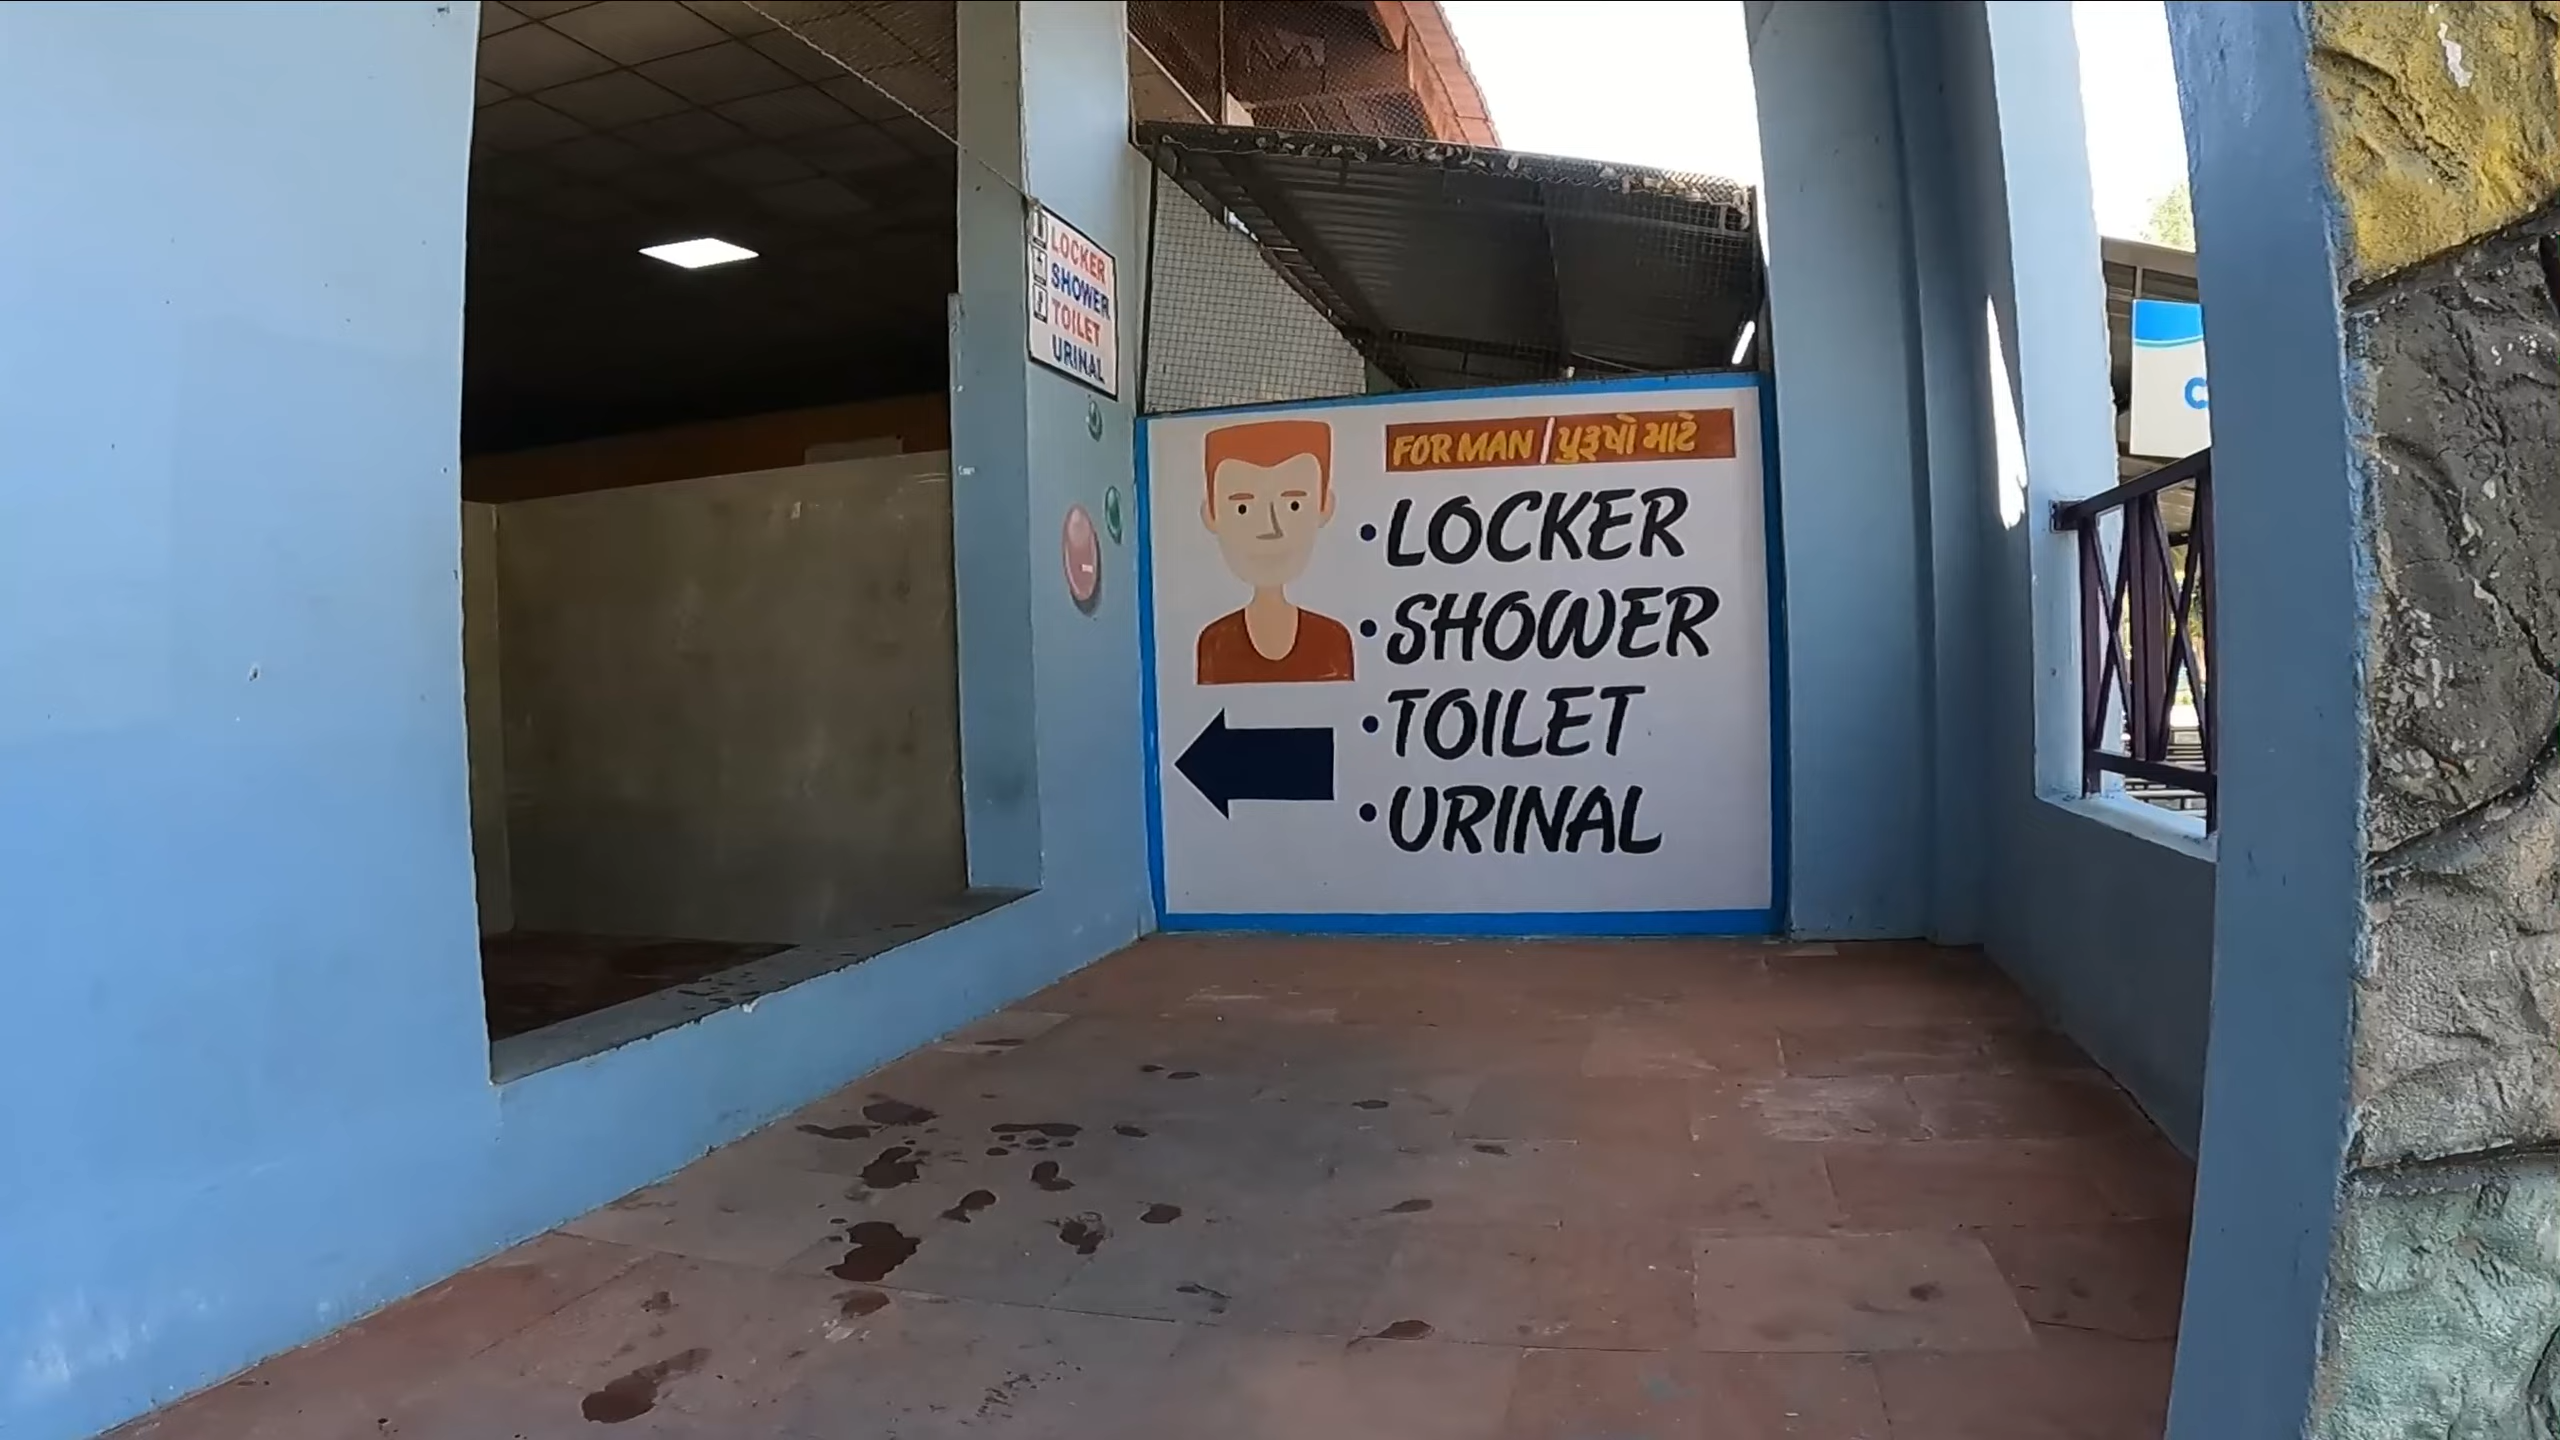 LOCKER
SHOWER
TOILET
URINAL
FOR MAN / પુરૂષો માટે
• LOCKER
• SHOWER
• TOILET
• URINAL